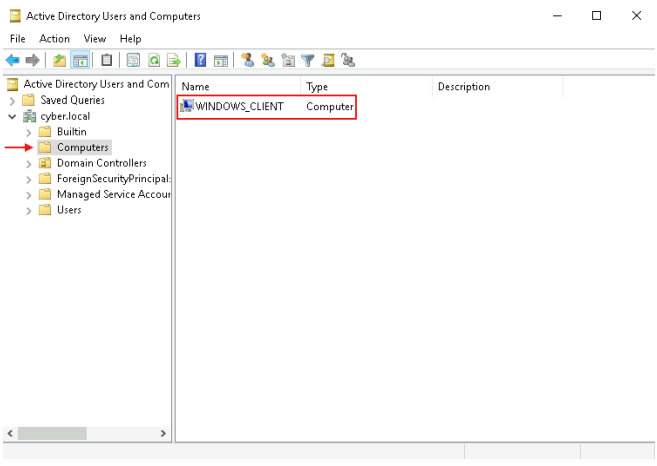 Active Directory Users and Computers
File Action View Help
Active Directory Users and Com
Saved Queries
cyber.local
Builtin
Computers
Domain Controllers
ForeignSecurityPrincipal:
Managed Service Accour
Users
Name Type Description
WINDOWS_CLIENT Computer